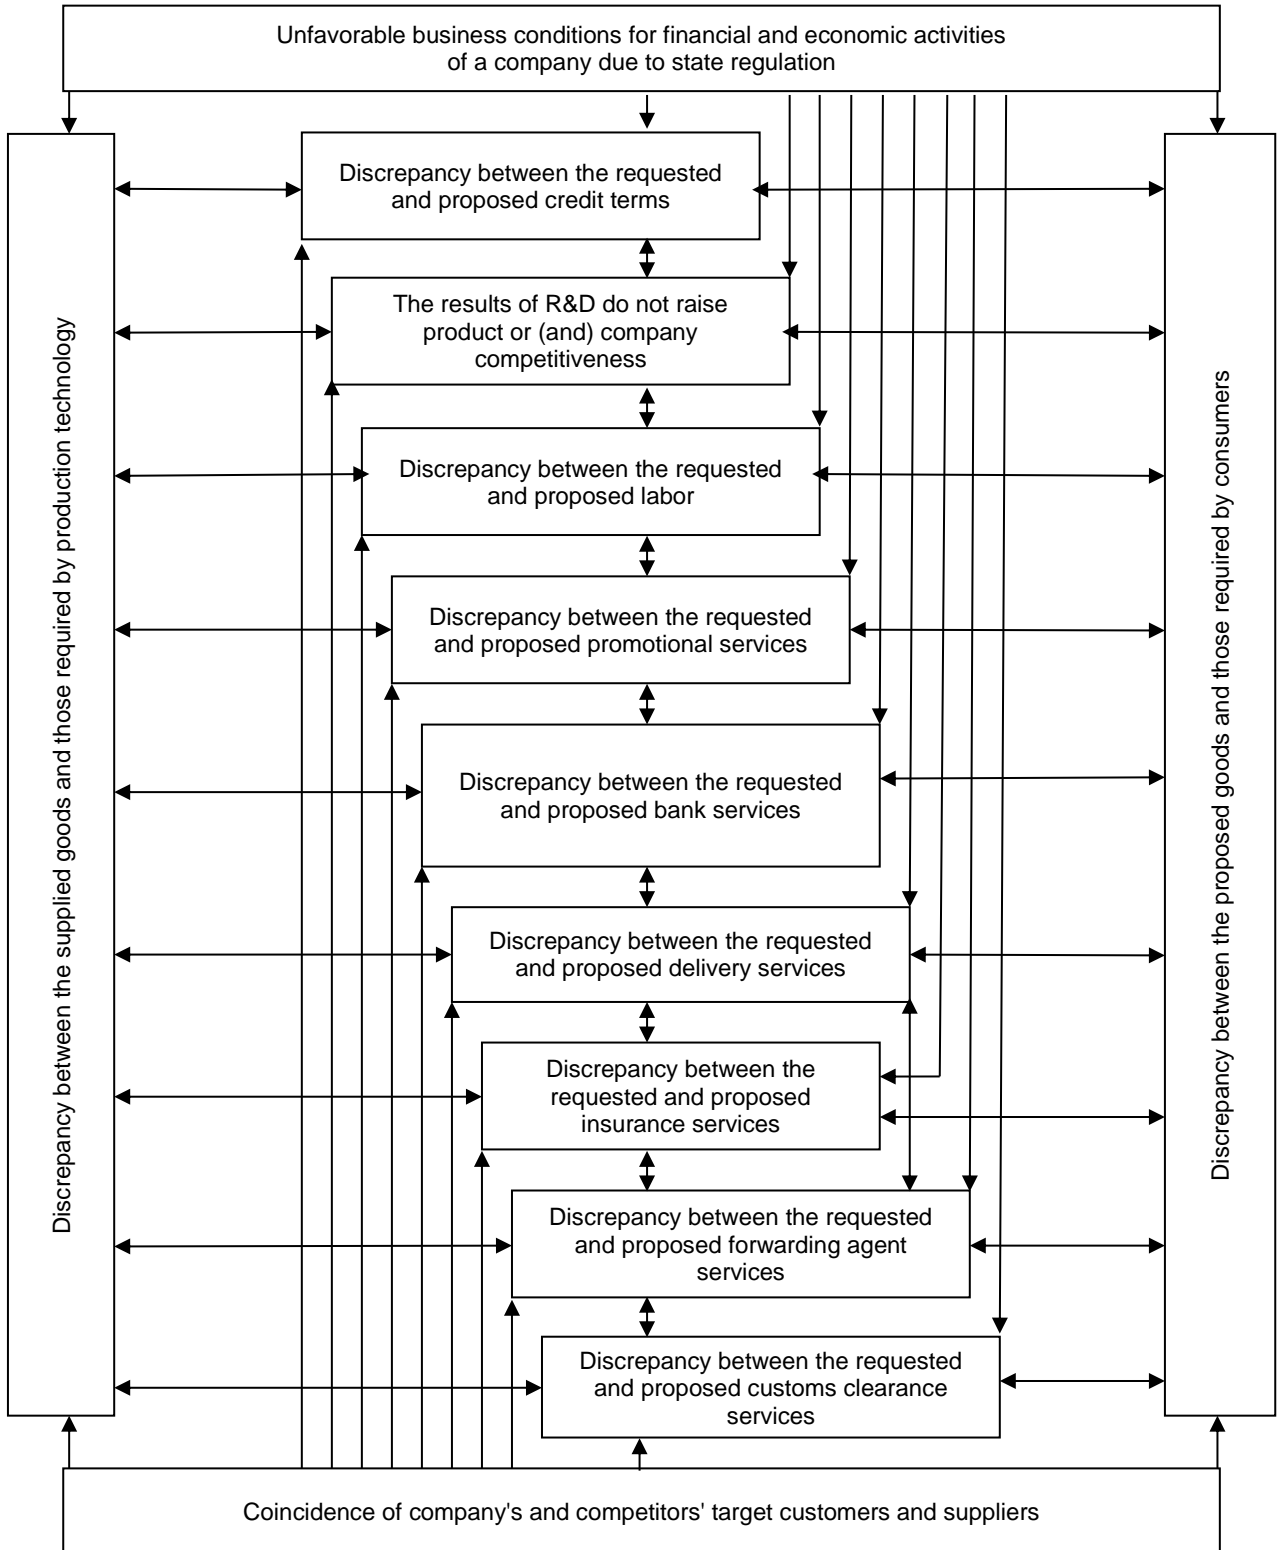 Unfavorable business conditions for financial and economic activities
of a company due to state regulation
Discrepancy between the supplied goods and those required by production technology
Discrepancy between the requested
and proposed credit terms
The results of R&D do not raise
product or (and) company
competitiveness
Discrepancy between the requested
and proposed labor
Discrepancy between the requested
and proposed promotional services
Discrepancy between the requested
and proposed bank services
Discrepancy between the requested
and proposed delivery services
Discrepancy between the
requested and proposed
insurance services
Discrepancy between the requested
and proposed forwarding agent
services
Discrepancy between the requested
and proposed customs clearance
services
Discrepancy between the proposed goods and those required by consumers
Coincidence of company's and competitors' target customers and suppliers